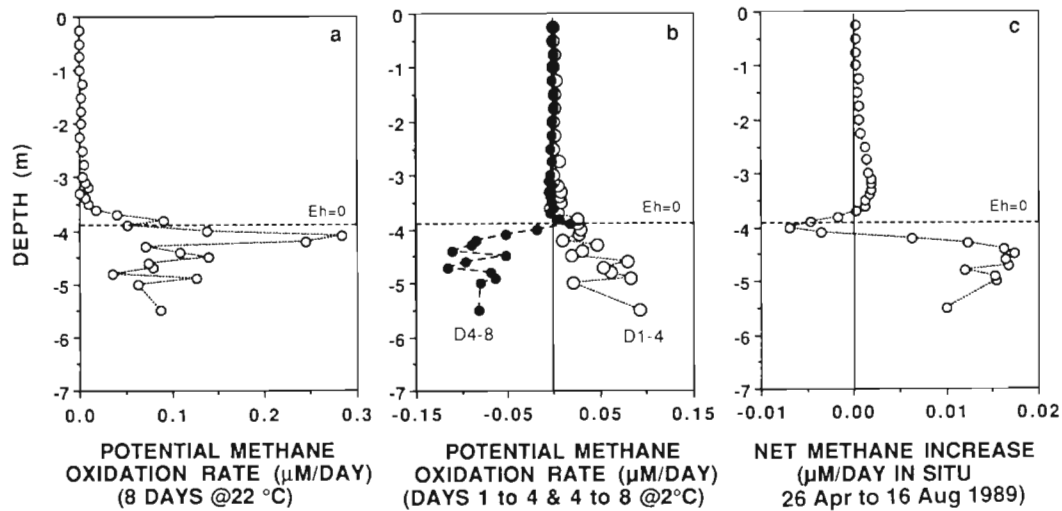 a
b
c
0
-1
-2
-3
-4
-5
-6
-7
0
-1
-2
-3
-4
-5
-6
-7
0
-1
-2
-3
-4
-5
-6
-7
DEPTH (m)
Eh=0
Eh=0
Eh=0
D4-8
D1-4
0.0 0.1 0.2 0.3
-0.15 -0.05 0.05 0.15
-0.01 0.00 0.01 0.02
POTENTIAL METHANE
OXIDATION RATE (µM/DAY)
(8 DAYS @22 °C)
POTENTIAL METHANE
OXIDATION RATE (µM/DAY)
(DAYS 1 to 4 & 4 to 8 @2°C)
NET METHANE INCREASE
(µM/DAY IN SITU
26 Apr to 16 Aug 1989)